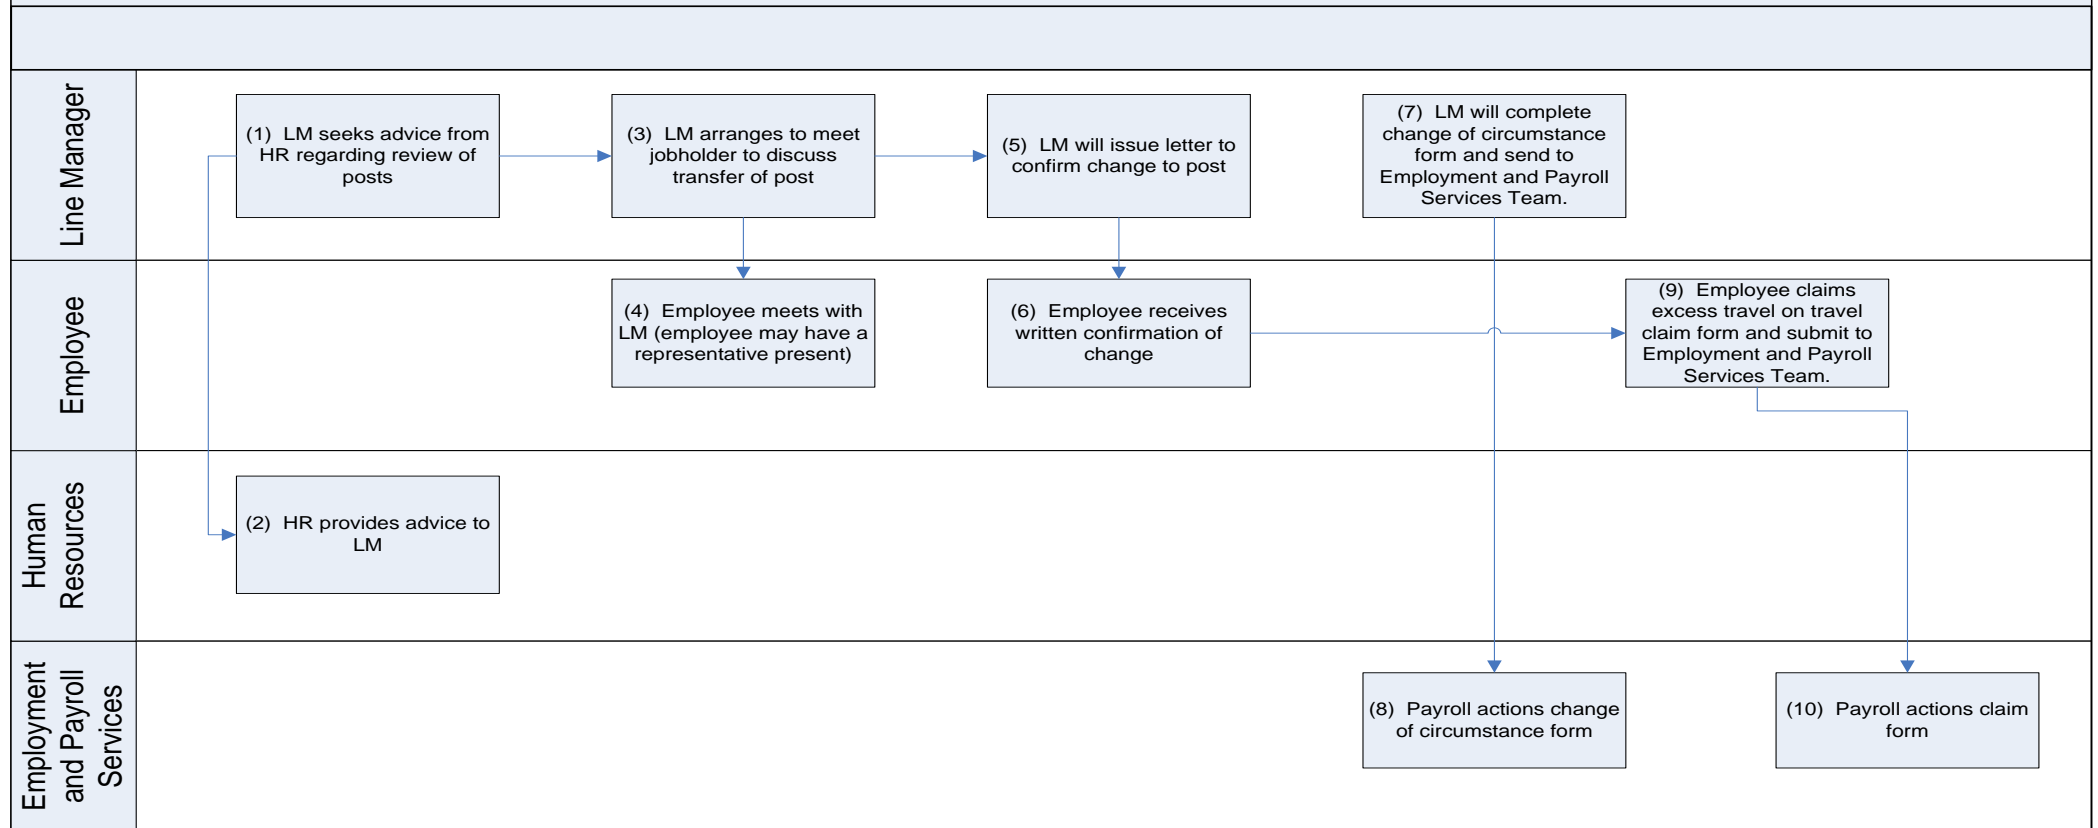 Line Manager
(1) LM seeks advice from
HR regarding review of
posts
(3) LM arranges to meet
jobholder to discuss
transfer of post
(5) LM will issue letter to
confirm change to post
(7) LM will complete
change of circumstance
form and send to
Employment and Payroll
Services Team.
Employee
(4) Employee meets with
LM (employee may have a
representative present)
(6) Employee receives
written confirmation of
change
(9) Employee claims
excess travel on travel
claim form and submit to
Employment and Payroll
Services Team.
Human
Resources
(2) HR provides advice to
LM
Employment
and Payroll
Services
(8) Payroll actions change
of circumstance form
(10) Payroll actions claim
form